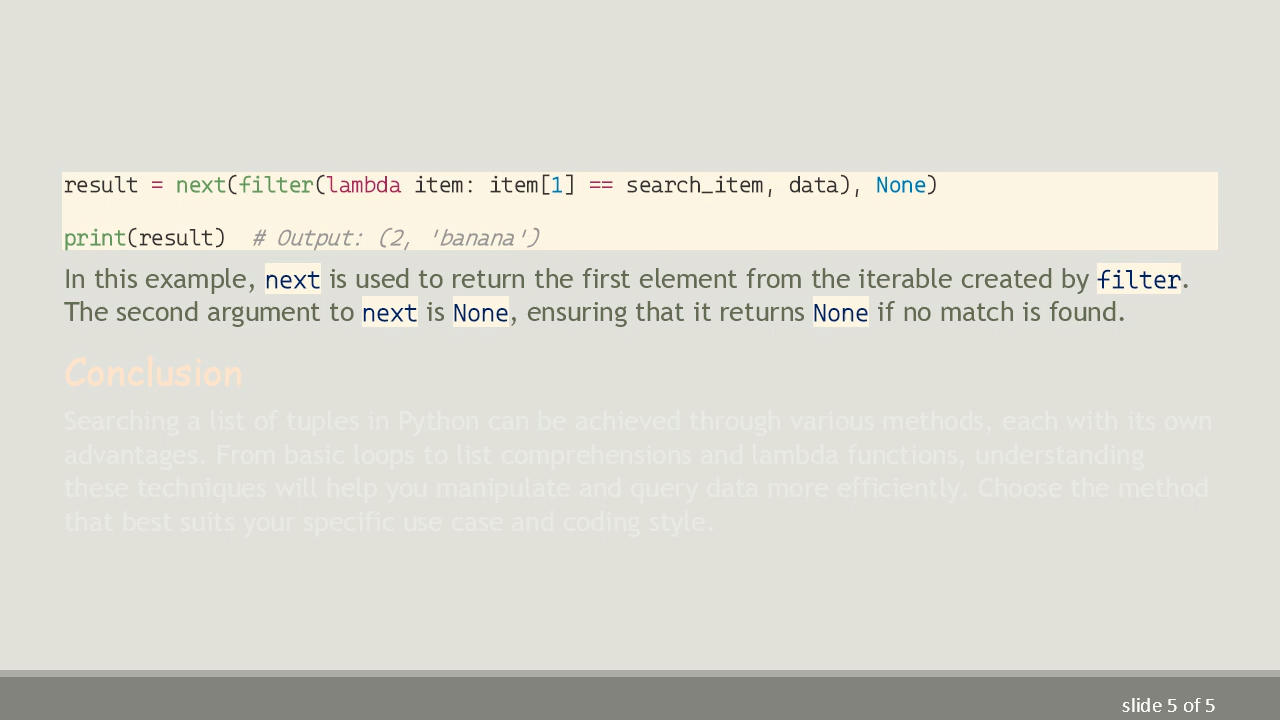 result = next(filter(lambda item: item[1] == search_item, data), None)
print(result)  # Output: (2, 'banana')
In this example, next is used to return the first element from the iterable created by filter.
The second argument to next is None, ensuring that it returns None if no match is found.
Conclusion
Searching a list of tuples in Python can be achieved through various methods, each with its own
advantages. From basic loops to list comprehensions and lambda functions, understanding
these techniques will help you manipulate and query data more efficiently. Choose the method
that best suits your specific use case and coding style.
slide 5 of 5